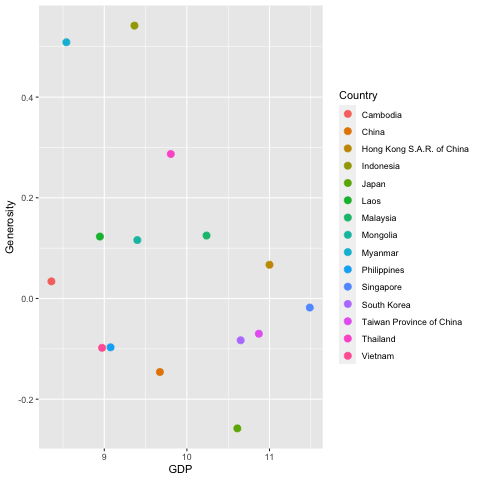 0.4
0.2
0.0
-0.2
Generosity
9
10
11
GDP
Country
Cambodia
China
Hong Kong S.A.R. of China
Indonesia
Japan
Laos
Malaysia
Mongolia
Myanmar
Philippines
Singapore
South Korea
Taiwan Province of China
Thailand
Vietnam